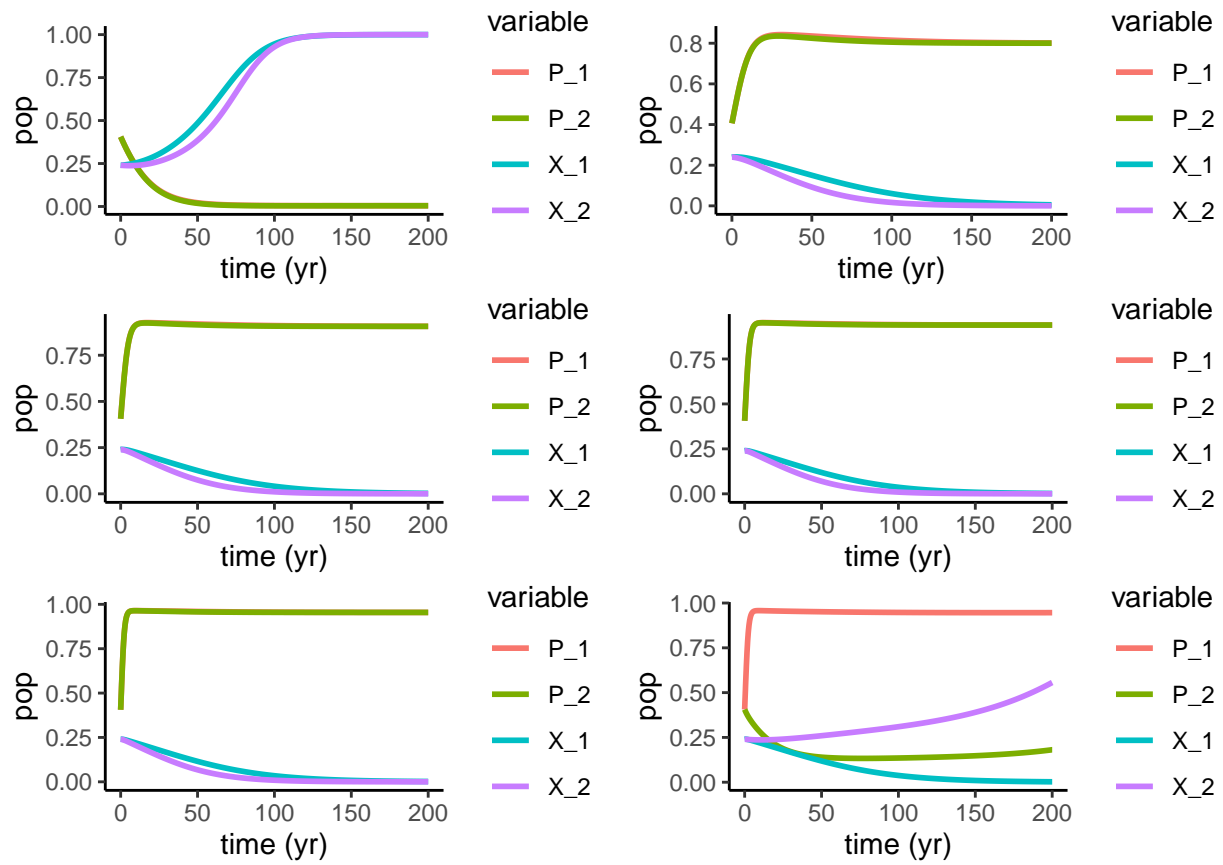 variable
1.00
P_1
0.75
P_2
pop
0.50
X_1
0.25
X_2
0.00
0 50 100 150 200
time (yr)
variable
0.8
P_1
0.6
P_2
pop
0.4
X_1
0.2
X_2
0.0
0 50 100 150 200
time (yr)
variable
P_1
0.75
P_2
pop
0.50
X_1
0.25
X_2
0.00
0 50 100 150 200
time (yr)
variable
P_1
0.75
P_2
pop
0.50
X_1
0.25
X_2
0.00
0 50 100 150 200
time (yr)
variable
1.00
P_1
0.75
P_2
pop
0.50
X_1
0.25
X_2
0.00
0 50 100 150 200
time (yr)
variable
1.00
P_1
0.75
P_2
pop
0.50
X_1
0.25
X_2
0.00
0 50 100 150 200
time (yr)